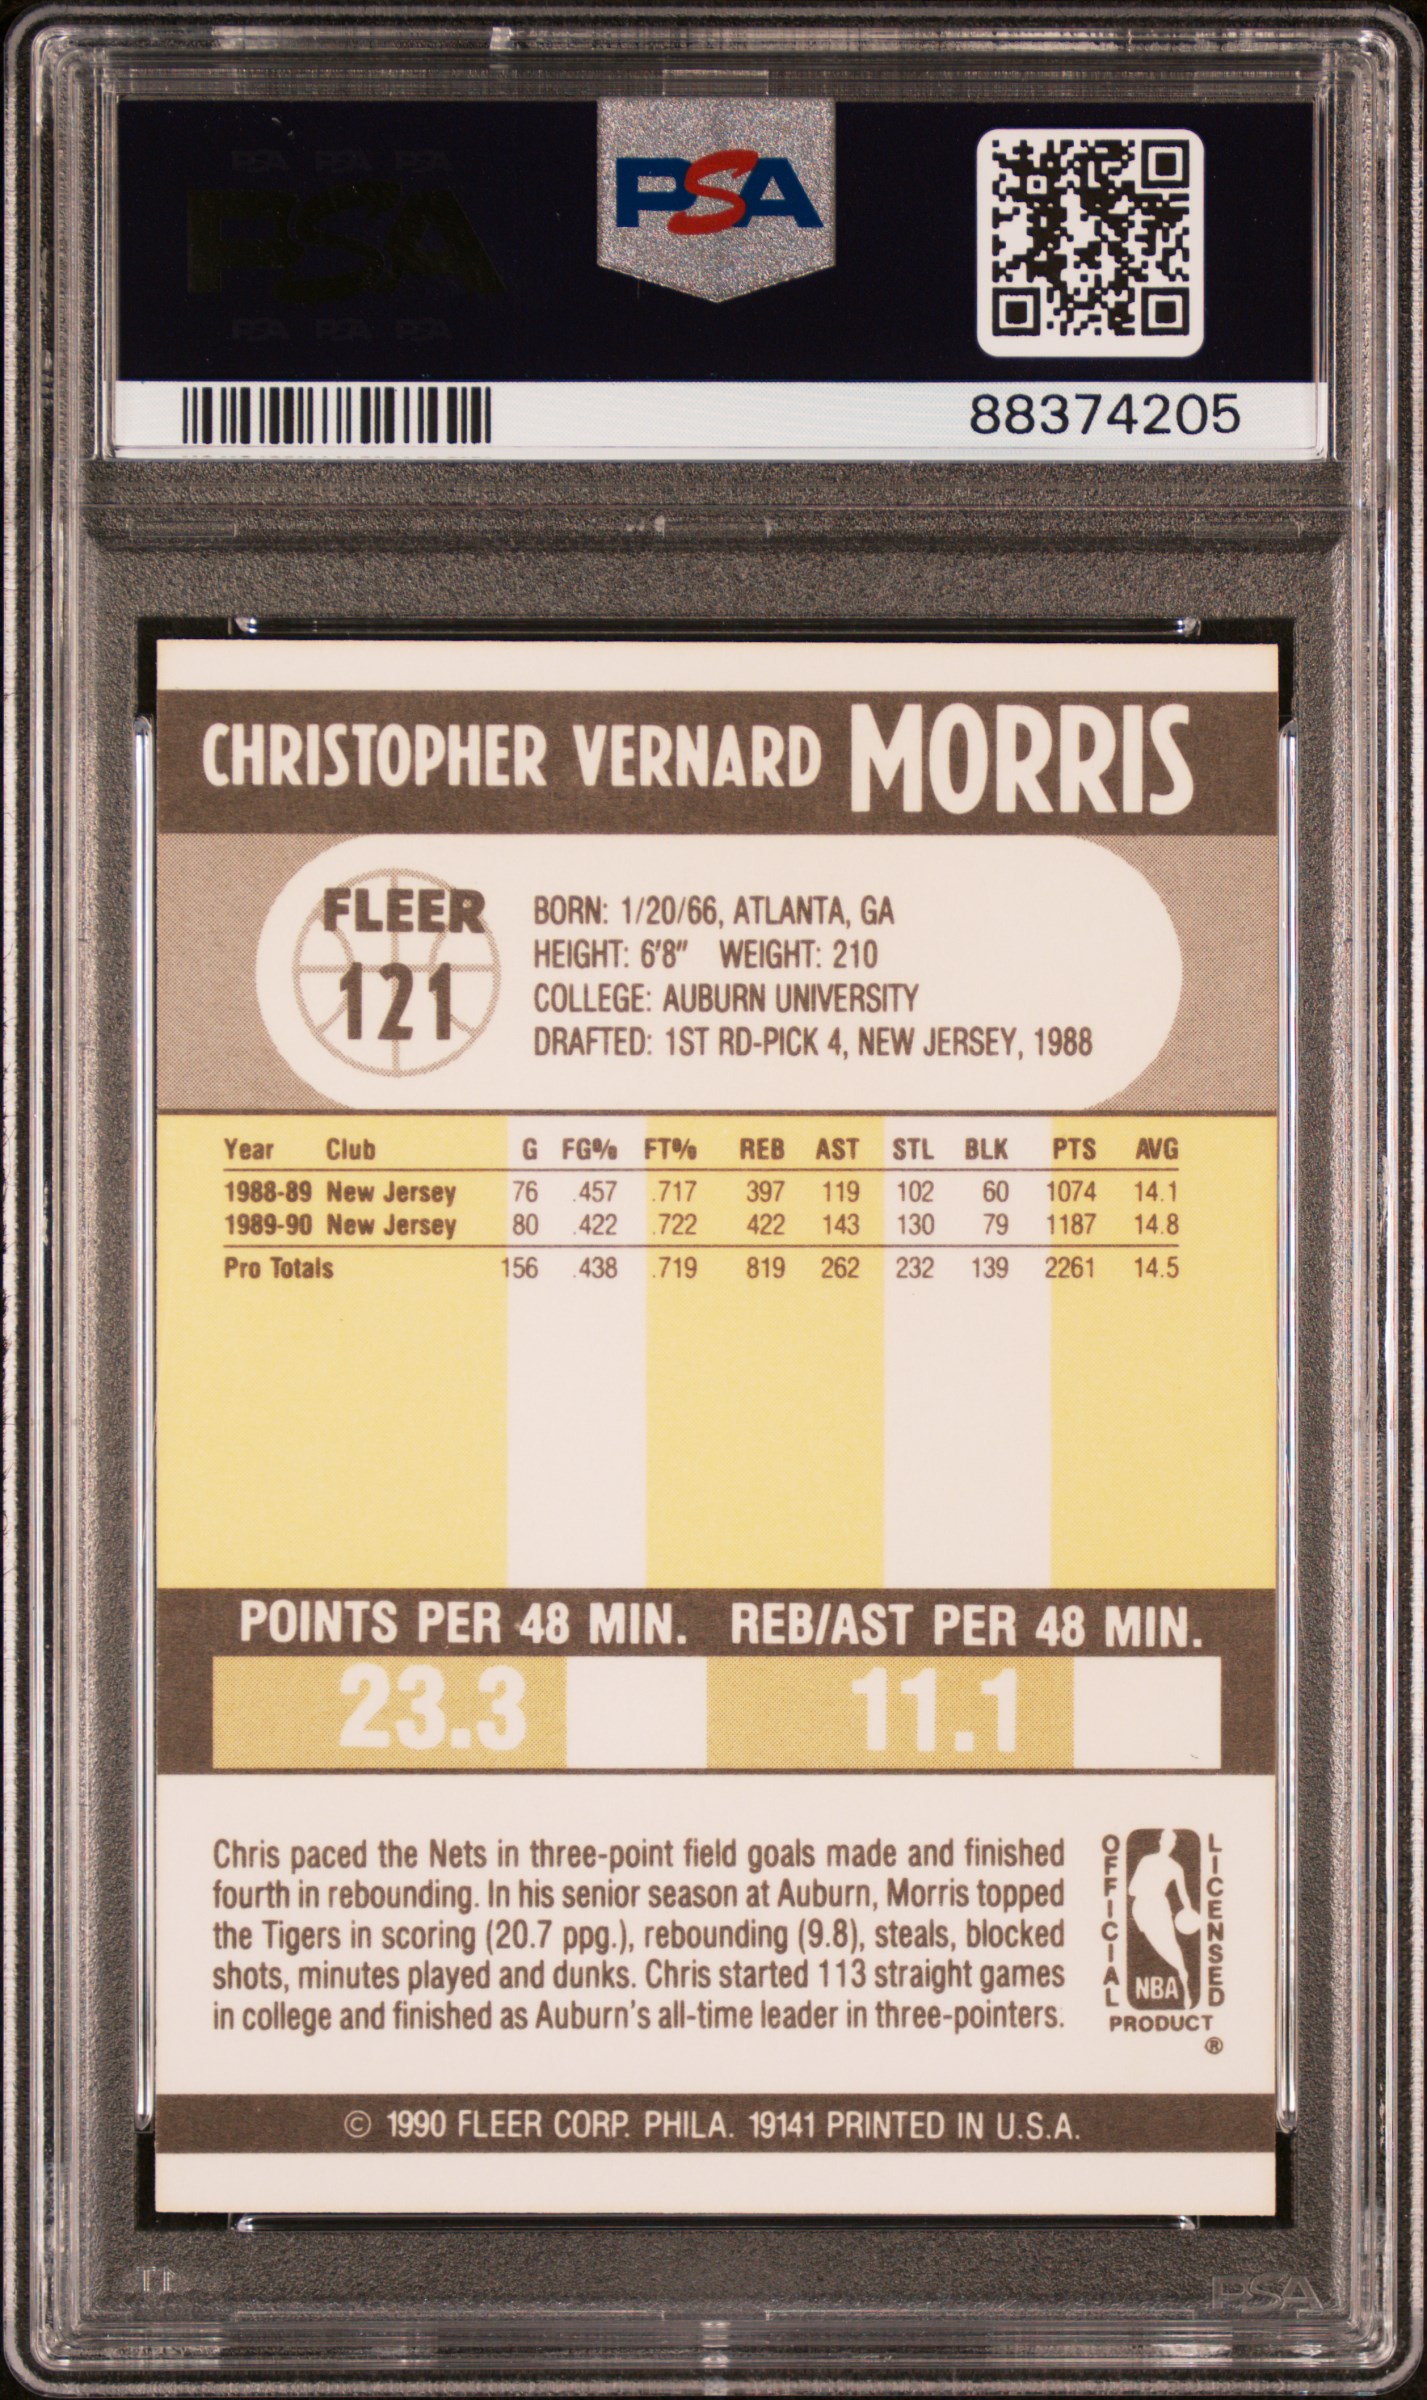 PSA PSA PSA
PSA
PSA PSA PSA
PSA
88374205
CHRISTOPHER VERNARD MORRIS
FLEER
121
BORN: 1/20/66, ATLANTA, GA
HEIGHT: 6'8" WEIGHT: 210
COLLEGE: AUBURN UNIVERSITY
DRAFTED: 1ST RD-PICK 4, NEW JERSEY, 1988
Year Club G FG% FT% REB AST STL BLK PTS AVG
1988-89 New Jersey 76 .457 .717 397 119 102 60 1074 14.1
1989-90 New Jersey 80 .422 .722 422 143 130 79 1187 14.8
Pro Totals 156 .438 .719 819 262 232 139 2261 14.5
POINTS PER 48 MIN. REB/AST PER 48 MIN.
23.3 11.1
Chris paced the Nets in three-point field goals made and finished
fourth in rebounding. In his senior season at Auburn, Morris topped
the Tigers in scoring (20.7 ppg.), rebounding (9.8), steals, blocked
shots, minutes played and dunks. Chris started 113 straight games
in college and finished as Auburn's all-time leader in three-pointers.
OFFICIAL LICENSED
NBA
PRODUCT
®
© 1990 FLEER CORP. PHILA. 19141 PRINTED IN U.S.A.
PSA